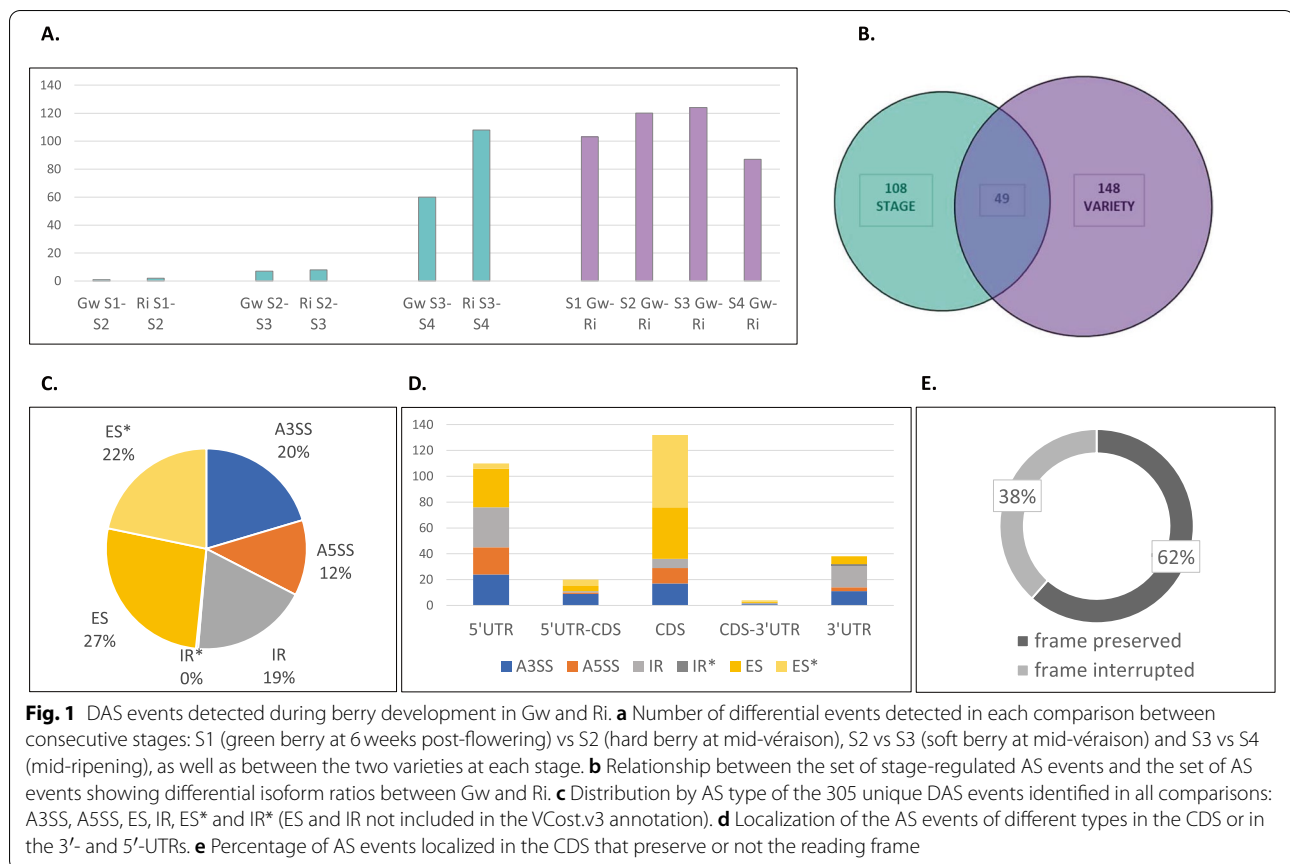 A.
140
120
100
80
60
40
20
0
Gw S1-
S2
Ri S1-
S2
Gw S2-
S3
Ri S2-
S3
Gw S3-
S4
Ri S3-
S4
S1 Gw-
Ri
S2 Gw-
Ri
S3 Gw-
Ri
S4 Gw-
Ri
B.
108
STAGE
49
148
VARIETY
C.
ES*
22%
A3SS
20%
A5SS
12%
ES
27%
IR*
0%
IR
19%
D.
140
120
100
80
60
40
20
0
5'UTR
5'UTR-CDS
CDS
CDS-3'UTR
3'UTR
A3SS A5SS IR IR* ES ES*
E.
38%
62%
frame preserved
frame interrupted
Fig. 1 DAS events detected during berry development in Gw and Ri. a Number of differential events detected in each comparison between
consecutive stages: S1 (green berry at 6 weeks post-flowering) vs S2 (hard berry at mid-véraison), S2 vs S3 (soft berry at mid-véraison) and S3 vs S4
(mid-ripening), as well as between the two varieties at each stage. b Relationship between the set of stage-regulated AS events and the set of AS
events showing differential isoform ratios between Gw and Ri. c Distribution by AS type of the 305 unique DAS events identified in all comparisons:
A3SS, A5SS, ES, IR, ES* and IR* (ES and IR not included in the VCost.v3 annotation). d Localization of the AS events of different types in the CDS or in
the 3′- and 5′-UTRs. e Percentage of AS events localized in the CDS that preserve or not the reading frame